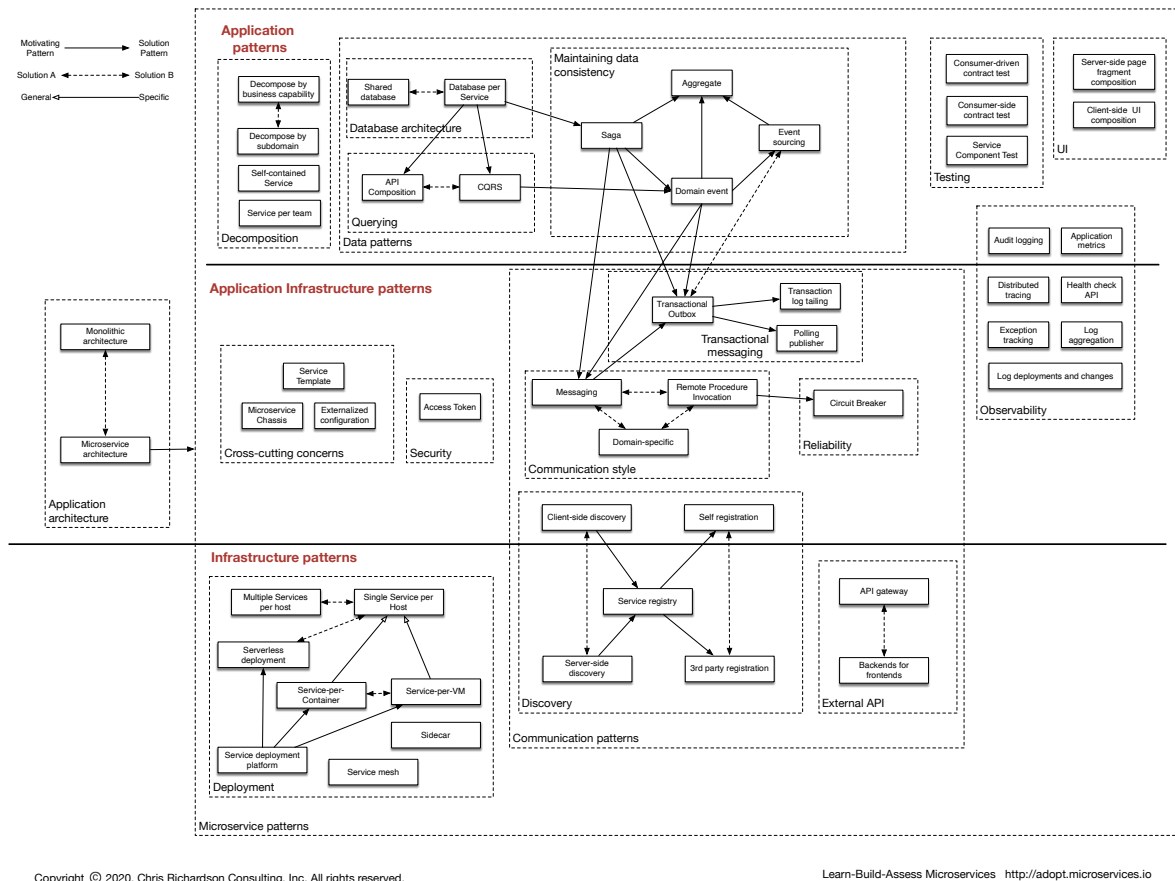 Motivating
Pattern
Solution
Pattern
Solution A
Solution B
General
Specific
Application
patterns
Decompose by
business capability
Decompose by
subdomain
Self-contained
Service
Service per team
Decomposition
Shared
database
Database per
Service
Database architecture
API
Composition
CQRS
Querying
Data patterns
Maintaining data
consistency
Aggregate
Saga
Event
sourcing
Domain event
Consumer-driven
contract test
Consumer-side
contract test
Service
Component Test
Testing
Server-side page
fragment
composition
Client-side UI
composition
UI
Audit logging
Application
metrics
Distributed
tracing
Health check
API
Exception
tracking
Log
aggregation
Log deployments and changes
Observability
Application Infrastructure patterns
Monolithic
architecture
Microservice
architecture
Application
architecture
Service
Template
Microservice
Chassis
Externalized
configuration
Cross-cutting concerns
Access Token
Security
Transactional
Outbox
Transaction
log tailing
Polling
publisher
Transactional
messaging
Messaging
Remote Procedure
Invocation
Domain-specific
Communication style
Circuit Breaker
Reliability
Client-side discovery
Self registration
Service registry
Server-side
discovery
3rd party registration
Discovery
API gateway
Backends for
frontends
External API
Communication patterns
Infrastructure patterns
Multiple Services
per host
Single Service per
Host
Serverless
deployment
Service-per-
Container
Service-per-VM
Sidecar
Service deployment
platform
Service mesh
Deployment
Microservice patterns
Copyright © 2020. Chris Richardson Consulting, Inc. All rights reserved.
Learn-Build-Assess Microservices http://adopt.microservices.io